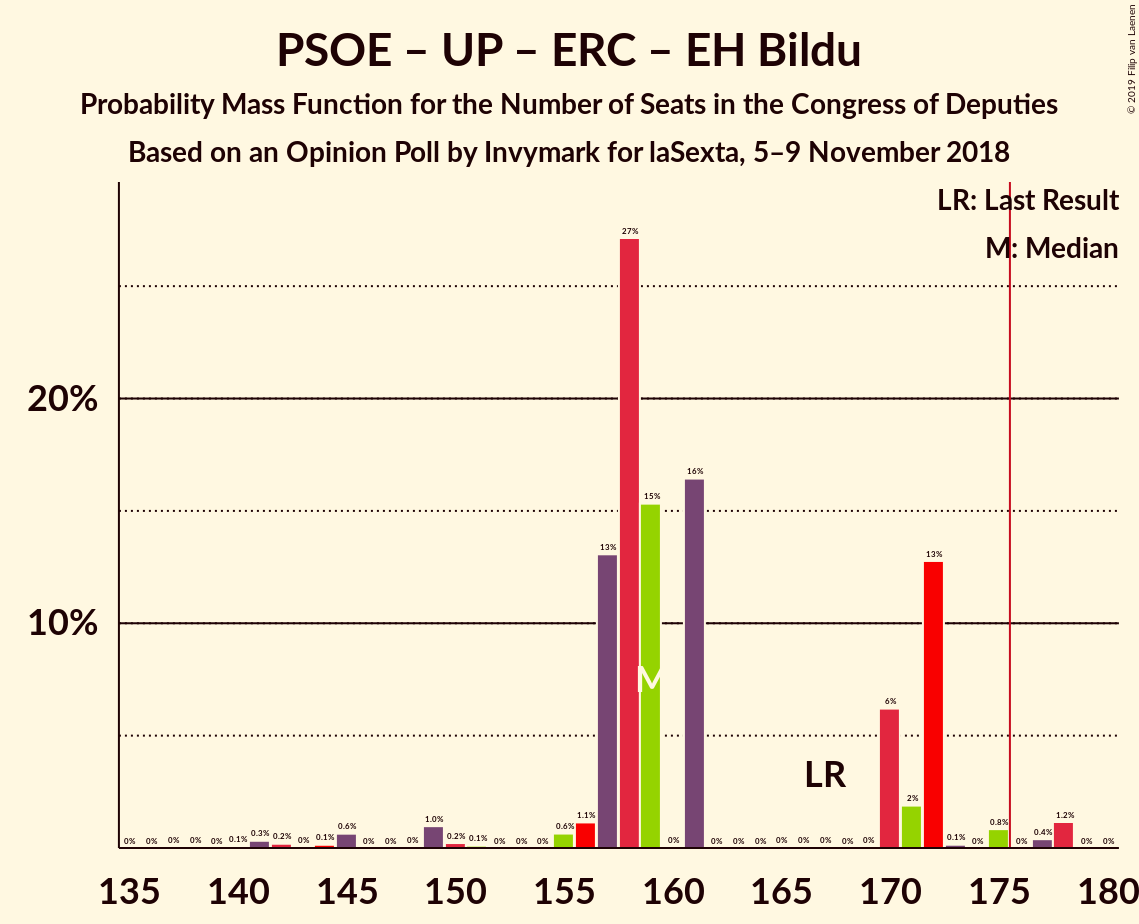 PSOE – UP – ERC – EH Bildu
Probability Mass Function for the Number of Seats in the Congress of Deputies
Based on an Opinion Poll by Invymark for laSexta, 5–9 November 2018
© 2019 Filip van Laenen
LR: Last Result
M: Median
20%
10%
0% 0% 0% 0% 0% 0.1% 0.3% 0.2% 0% 0.1% 0.6% 0% 0% 0% 1.0% 0.2% 0.1% 0% 0% 0% 0.6% 1.1% 13% 27% 15% 0% 16% 0% 0% 0% 0% 0% 0% 0% 0% 6% 2% 13% 0.1% 0% 0.8% 0% 0.4% 1.2% 0% 0%
M
LR
135 140 145 150 155 160 165 170 175 180